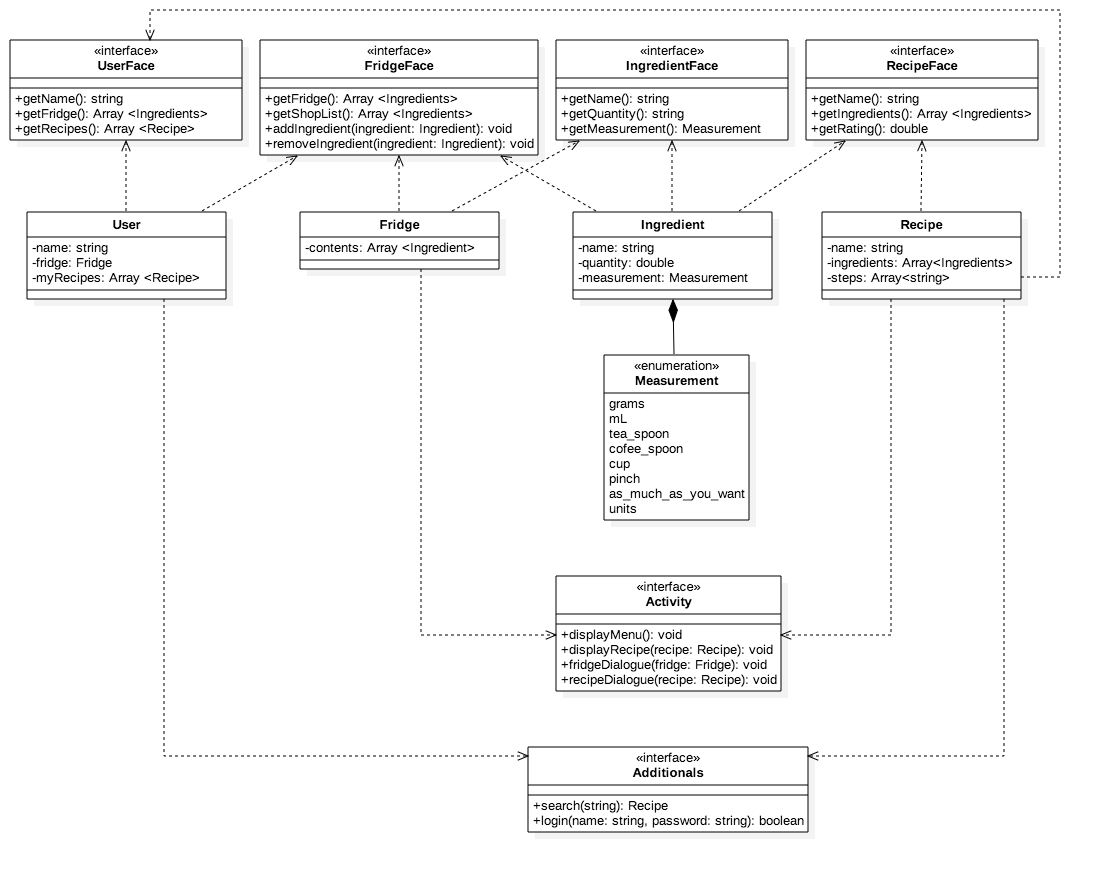 «interface»
UserFace
+getName(): string
+getFridge(): Array <Ingredients>
+getRecipes(): Array <Recipe>
«interface»
FridgeFace
+getFridge(): Array <Ingredients>
+getShopList(): Array <Ingredients>
+addIngredient(ingredient: Ingredient): void
+removeIngredient(ingredient: Ingredient): void
«interface»
IngredientFace
+getName(): string
+getQuantity(): string
+getMeasurement(): Measurement
«interface»
RecipeFace
+getName(): string
+getIngredients(): Array <Ingredients>
+getRating(): double
User
-name: string
-fridge: Fridge
-myRecipes: Array <Recipe>
Fridge
-contents: Array <Ingredient>
Ingredient
-name: string
-quantity: double
-measurement: Measurement
Recipe
-name: string
-ingredients: Array<Ingredients>
-steps: Array<string>
«enumeration»
Measurement
grams
mL
tea_spoon
cofee_spoon
cup
pinch
as_much_as_you_want
units
«interface»
Activity
+displayMenu(): void
+displayRecipe(recipe: Recipe): void
+fridgeDialogue(fridge: Fridge): void
+recipeDialogue(recipe: Recipe): void
«interface»
Additionals
+search(string): Recipe
+login(name: string, password: string): boolean